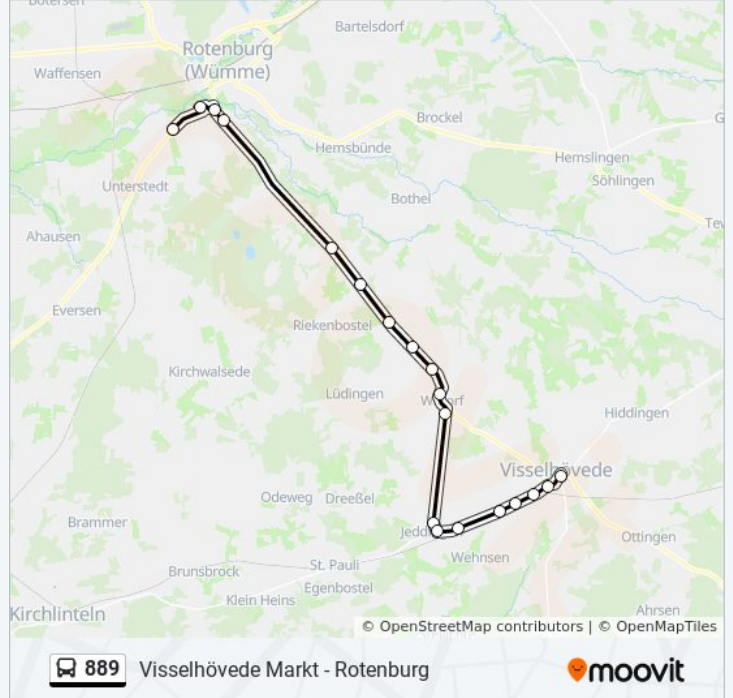 Bötersen
Bartelsdorf
Rotenburg
(Wümme)
Waffensen
Brockel
Hemsbünde
Hemslingen
Söhlingen
Unterstedt
Bothel
Ahausen
Eversen
Riekenbostel
Kirchwalsede
Lüdingen
Hiddingen
Visselhövede
Odeweg
Dreeßel
Brammer
Jeddi
Ottingen
Wehnsen
St. Pauli
Brunsbrock
Egenbostel
Klein Heins
Kirchlinteln
Ahrsen
© OpenStreetMap contributors | © OpenMapTiles
889
Visselhövede Markt - Rotenburg
moovit